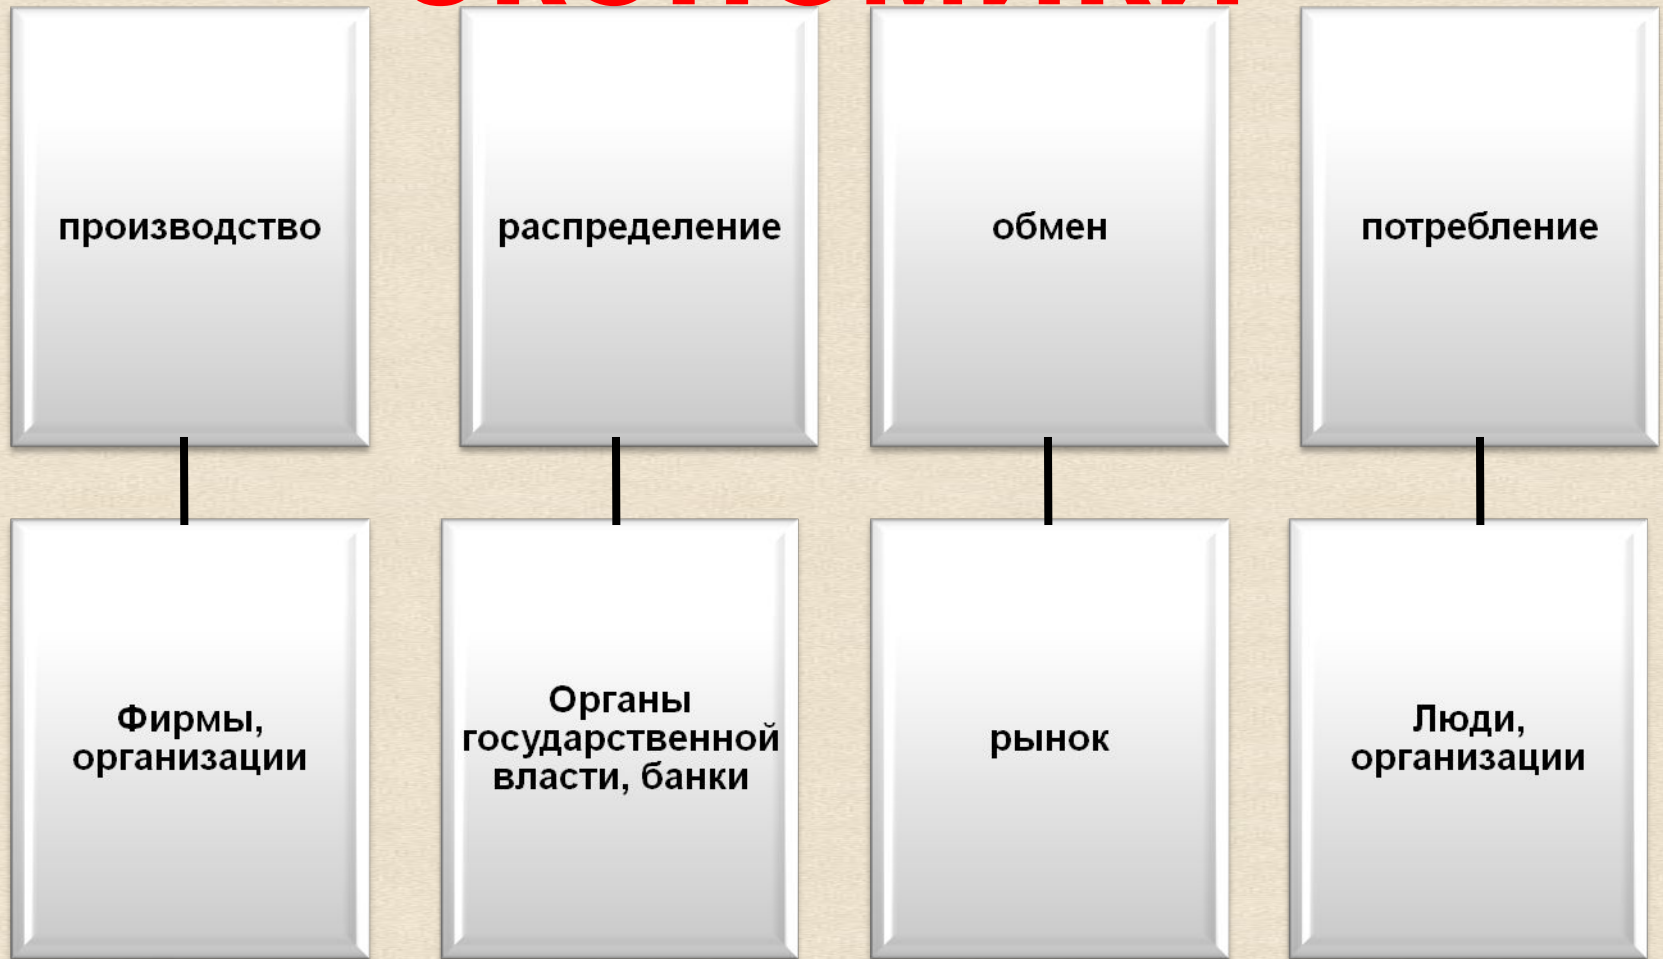 производство
распределение
обмен
потребление
Фирмы,
организации
Органы
государственной
власти, банки
рынок
Люди,
организации